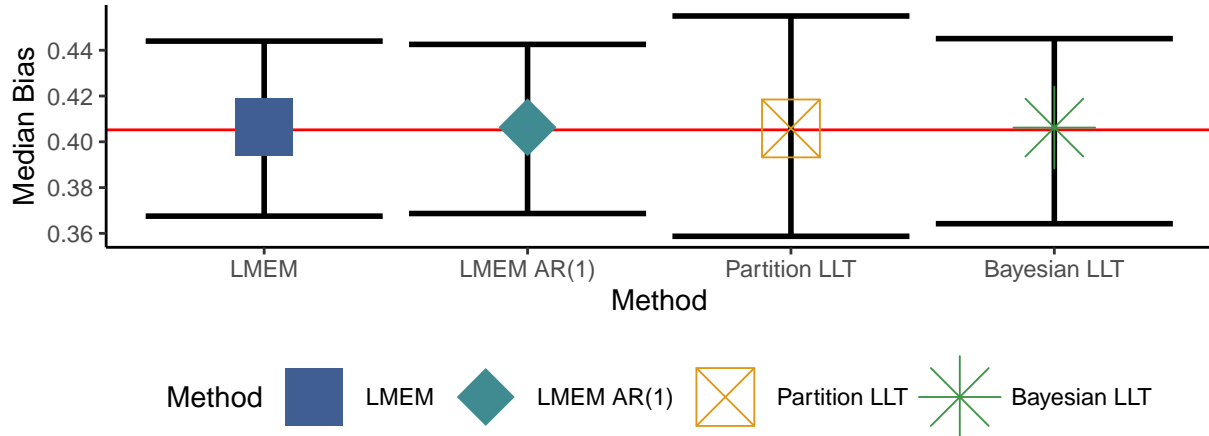 Median Bias
0.44
0.42
0.40
0.38
0.36
LMEM LMEM AR(1) Partition LLT Bayesian LLT
Method
Method LMEM LMEM AR(1) Partition LLT Bayesian LLT